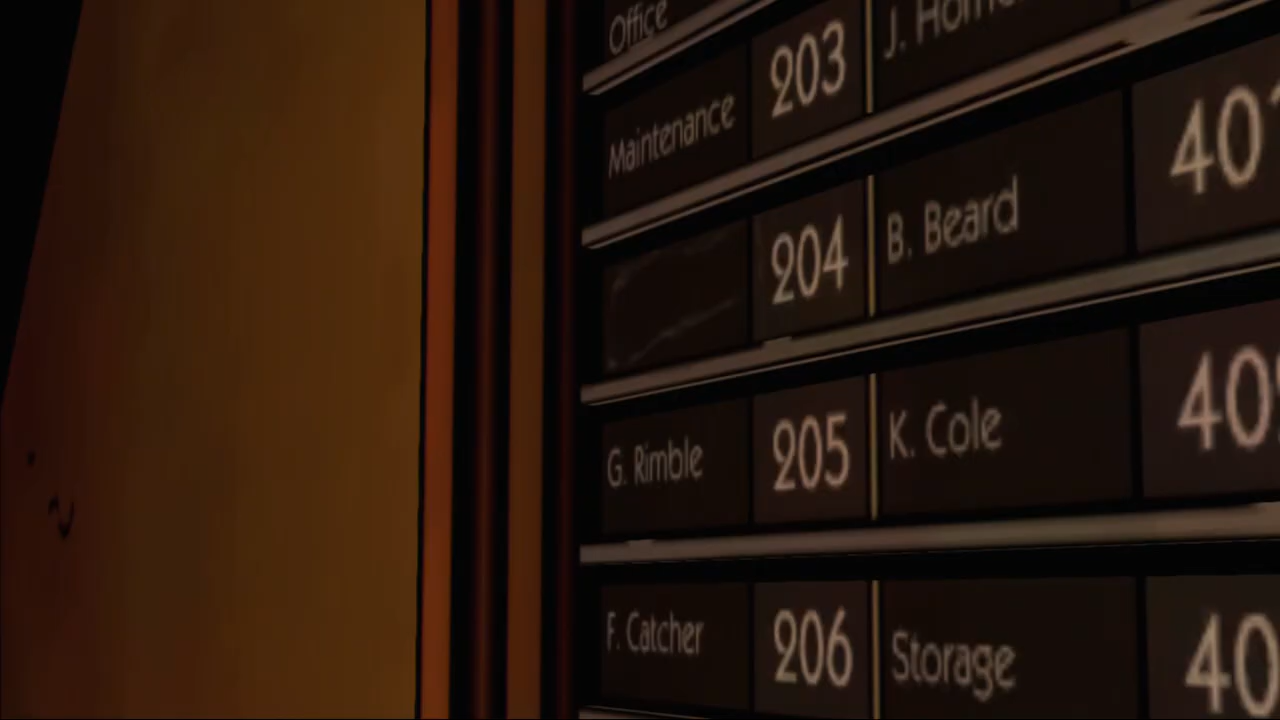 Office
Maintenance 203 J.
204 B. Beard
G. Rimble 205 K. Cole
F. Catcher 206 Storage